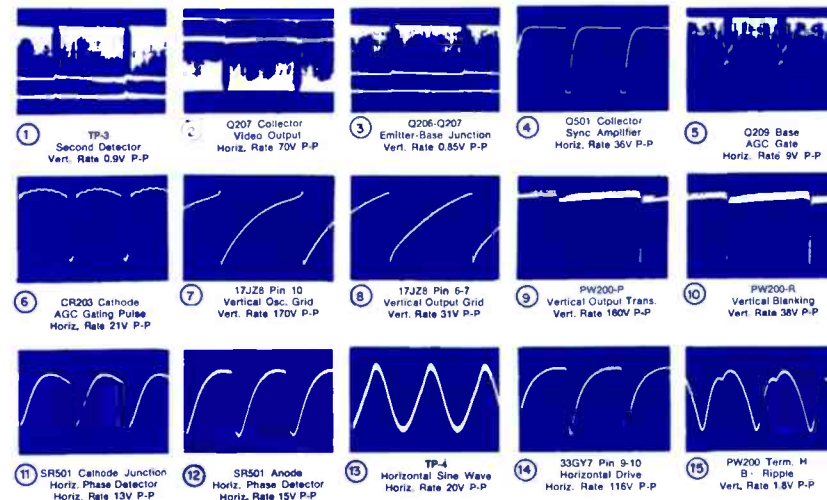 1 TP-3
Second Detector
Vert. Rate 0.9V P-P
2 Q207 Collector
Video Output
Horiz. Rate 70V P-P
3 Q206-Q207
Emitter-Base Junction
Vert. Rate 0.85V P-P
4 Q501 Collector
Sync Amplifier
Horiz. Rate 36V P-P
5 Q209 Base
AGC Gate
Horiz. Rate 9V P-P
6 CR203 Cathode
AGC Gating Pulse
Horiz. Rate 21V P-P
7 17JZ8 Pin 10
Vertical Osc. Grid
Vert. Rate 170V P-P
8 17JZ8 Pin 6-7
Vertical Output Grid
Vert. Rate 31V P-P
9 PW200-P
Vertical Output Trans.
Vert. Rate 160V P-P
10 PW200-R
Vertical Blanking
Vert. Rate 38V P-P
11 SR501 Cathode Junction
Horiz. Phase Detector
Horiz. Rate 13V P-P
12 SR501 Anode
Horiz. Phase Detector
Horiz. Rate 15V P-P
13 TP-4
Horizontal Sine Wave
Horiz. Rate 20V P-P
14 33GY7 Pin 9-10
Horizontal Drive
Horiz. Rate 116V P-P
15 PW200 Term. H
Ripple
Vert. Rate 1.8V P-P